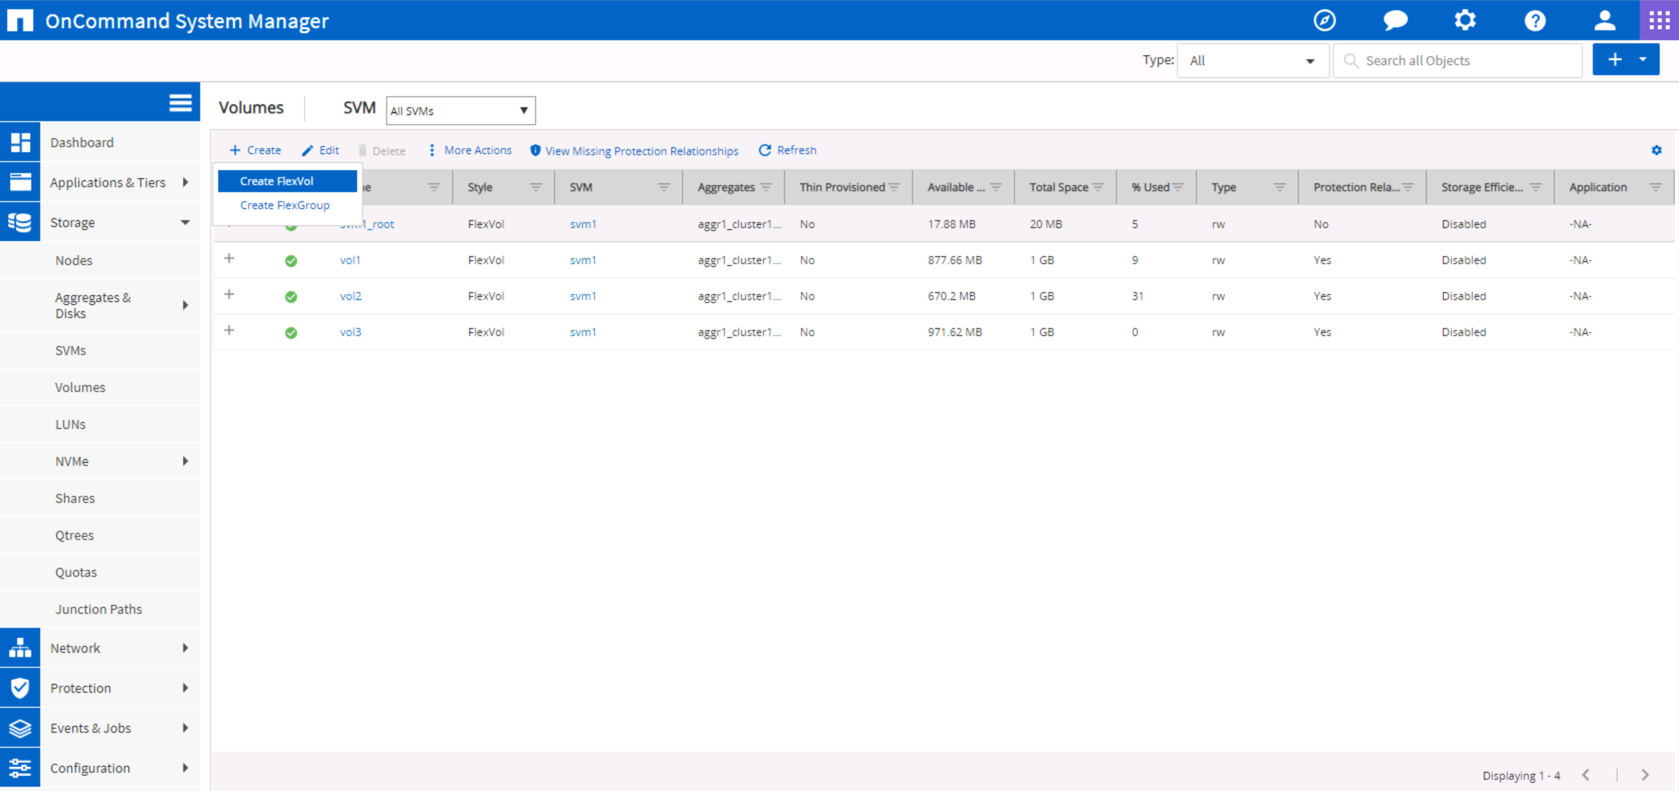 OnCommand System Manager
Type: All Search all Objects
Volumes SVM All SVMs
Dashboard
Applications & Tiers
Storage
Nodes
Aggregates &
Disks
SVMs
Volumes
LUNs
NVMe
Shares
Qtrees
Quotas
Junction Paths
Network
Protection
Events & Jobs
Configuration
+ Create Edit Delete More Actions View Missing Protection Relationships Refresh
Create FlexVol
Create FlexGroup
Style SVM Aggregates Thin Provisioned Available ... Total Space % Used Type Protection Rela... Storage Efficie... Application
svm1_root FlexVol svm1 aggr1_cluster1... No 17.88 MB 20 MB 5 rw No Disabled -NA-
+ vol1 FlexVol svm1 aggr1_cluster1... No 877.66 MB 1 GB 9 rw Yes Disabled -NA-
+ vol2 FlexVol svm1 aggr1_cluster1... No 670.2 MB 1 GB 31 rw Yes Disabled -NA-
+ vol3 FlexVol svm1 aggr1_cluster1... No 971.62 MB 1 GB 0 rw Yes Disabled -NA-
Displaying 1 - 4